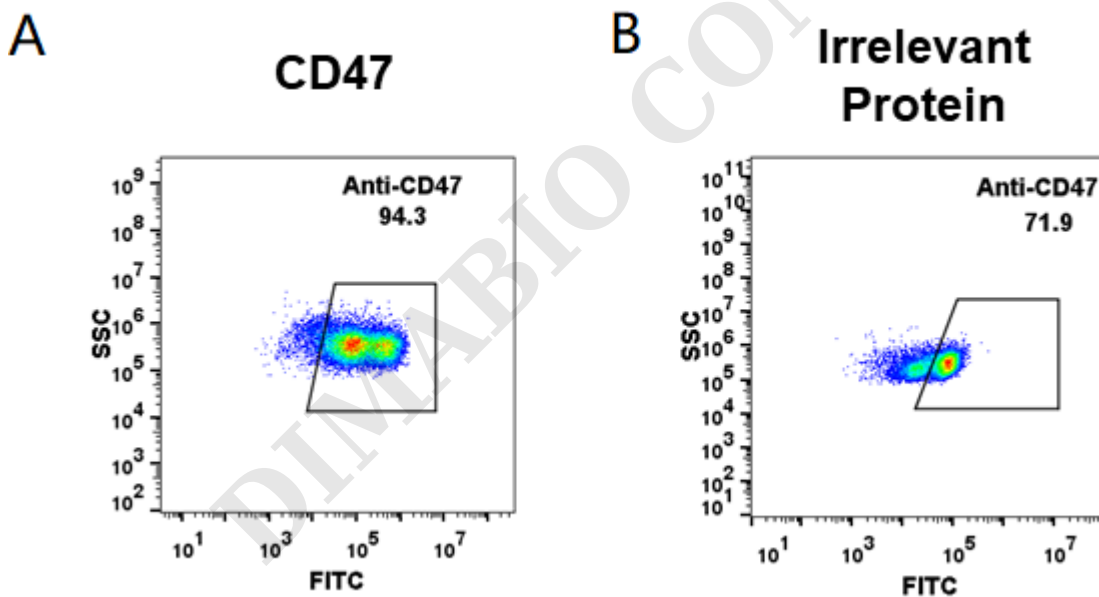 A
CD47
10⁹
10⁸
10⁷
10⁶
10⁵
10⁴
10³
10²
SSC
Anti-CD47
94.3
10¹
10³
10⁵
10⁷
FITC
B
Irrelevant
Protein
10¹¹
10¹⁰
10⁹
10⁸
10⁷
10⁶
10⁵
10⁴
10³
10²
10¹
SSC
Anti-CD47
71.9
10¹
10³
10⁵
10⁷
FITC
DIMABIO